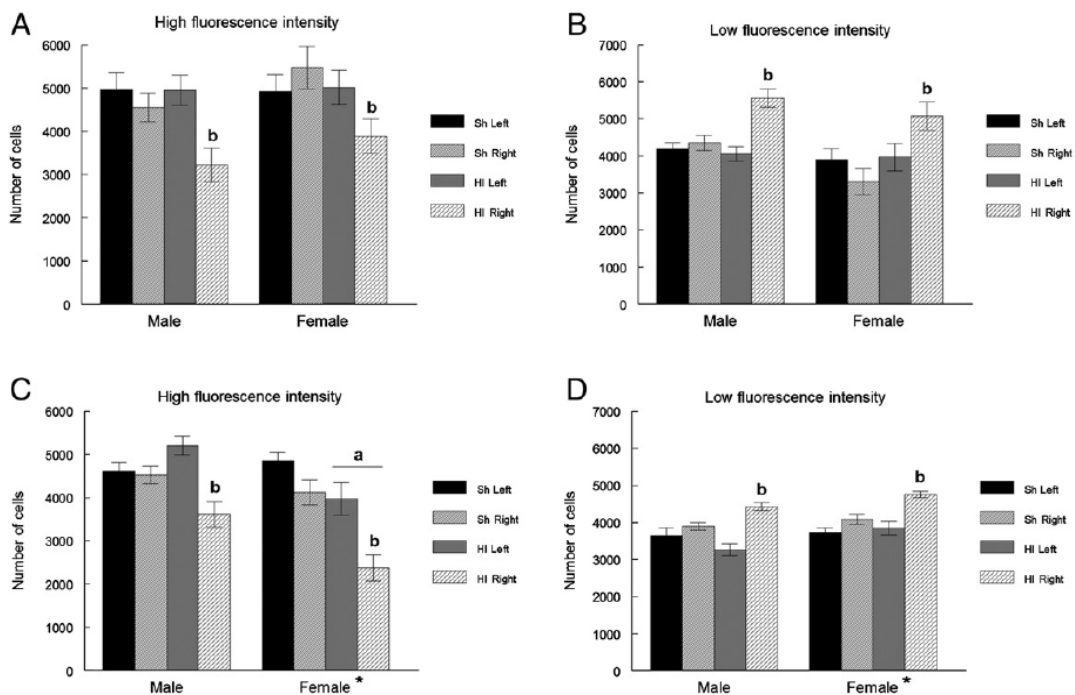 A
High fluorescence intensity
Number of cells
6000
5000
4000
3000
2000
1000
0
b
b
Male
Female
Sh Left
Sh Right
HI Left
HI Right
B
Low fluorescence intensity
Number of cells
7000
6000
5000
4000
3000
2000
1000
0
b
b
Male
Female
Sh Left
Sh Right
HI Left
HI Right
C
High fluorescence intensity
Number of cells
6000
5000
4000
3000
2000
1000
0
b
a
b
Male
Female *
Sh Left
Sh Right
HI Left
HI Right
D
Low fluorescence intensity
Number of cells
7000
6000
5000
4000
3000
2000
1000
0
b
b
Male
Female *
Sh Left
Sh Right
HI Left
HI Right